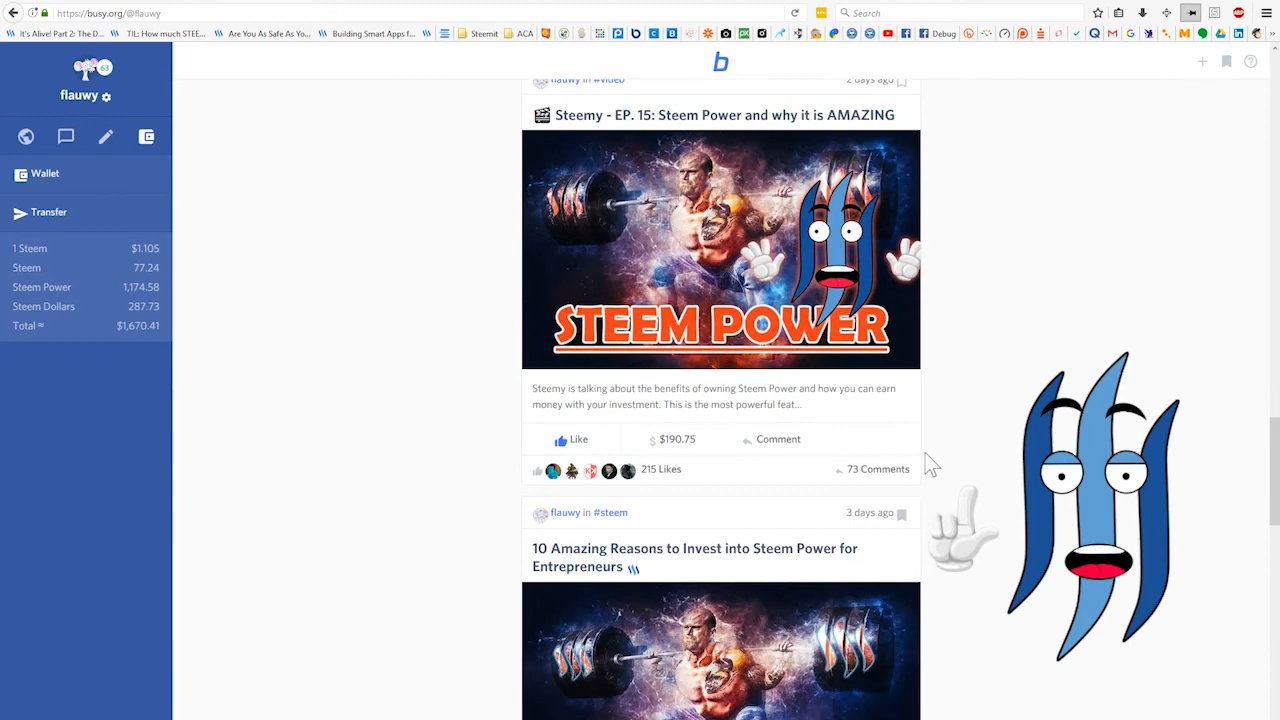 https://busy.org/@flauwy
Search
It's Alive! Part 2: The D...
TIL: How much STEE...
Are You As Safe As Yo...
Building Smart Apps f...
Steemit
ACA
Debug
b
63
flauwy
Wallet
Transfer
1 Steem $1.105
Steem 77.24
Steem Power 1,174.58
Steem Dollars 287.73
Total ≈ $1,670.41
flauwy in #video 2 days ago
Steemy - EP. 15: Steem Power and why it is AMAZING
STEEM POWER
Steemy is talking about the benefits of owning Steem Power and how you can earn
money with your investment. This is the most powerful feat...
Like $190.75 Comment
215 Likes 73 Comments
flauwy in #steem 3 days ago
10 Amazing Reasons to Invest into Steem Power for
Entrepreneurs